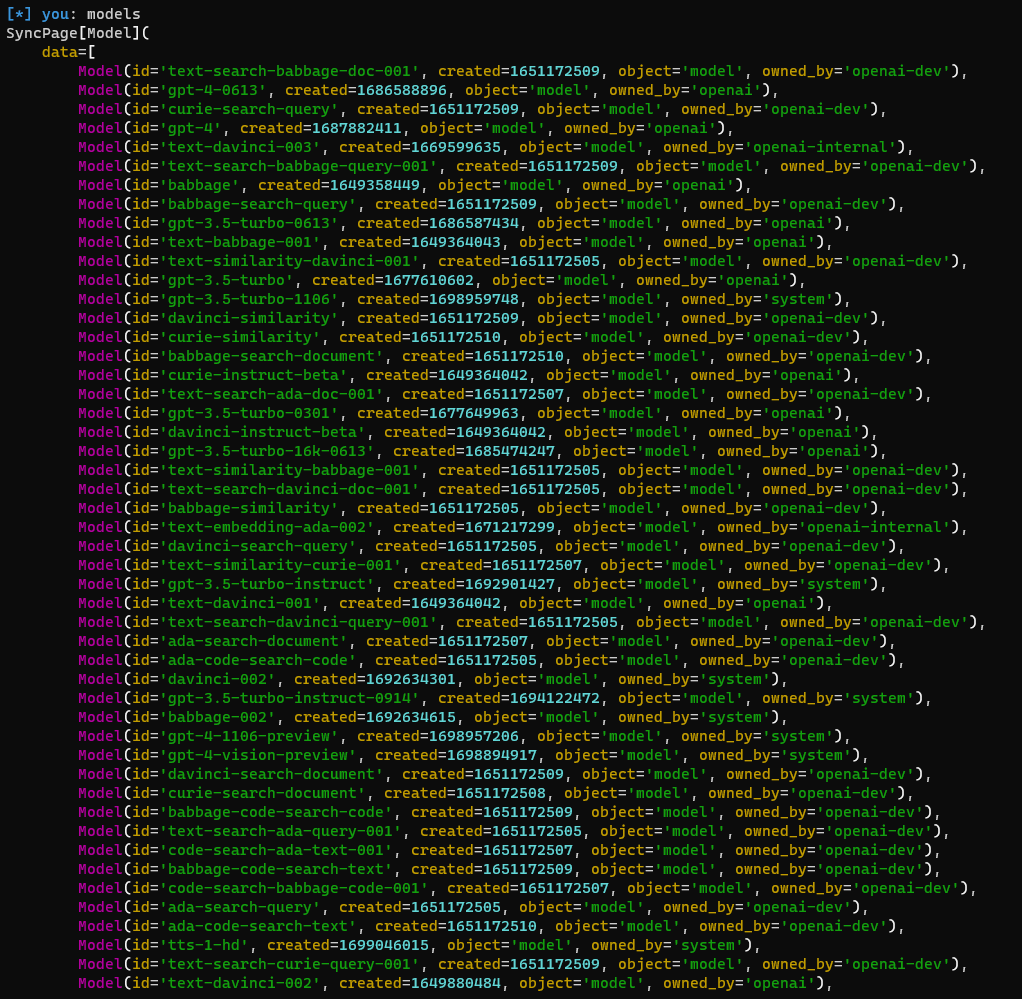 [*] you: models
SyncPage[Model](
data=[
Model(id='text-search-babbage-doc-001', created=1651172509, object='model', owned_by='openai-dev'),
Model(id='gpt-4-0613', created=1686588896, object='model', owned_by='openai'),
Model(id='curie-search-query', created=1651172509, object='model', owned_by='openai-dev'),
Model(id='gpt-4', created=1687882411, object='model', owned_by='openai'),
Model(id='text-davinci-003', created=1669599635, object='model', owned_by='openai-internal'),
Model(id='text-search-babbage-query-001', created=1651172509, object='model', owned_by='openai-dev'),
Model(id='babbage', created=1649358449, object='model', owned_by='openai'),
Model(id='babbage-search-query', created=1651172509, object='model', owned_by='openai-dev'),
Model(id='gpt-3.5-turbo-0613', created=1686587434, object='model', owned_by='openai'),
Model(id='text-babbage-001', created=1649364043, object='model', owned_by='openai'),
Model(id='text-similarity-davinci-001', created=1651172505, object='model', owned_by='openai-dev'),
Model(id='gpt-3.5-turbo', created=1677610602, object='model', owned_by='openai'),
Model(id='gpt-3.5-turbo-1106', created=1698959748, object='model', owned_by='system'),
Model(id='davinci-similarity', created=1651172509, object='model', owned_by='openai-dev'),
Model(id='curie-similarity', created=1651172510, object='model', owned_by='openai-dev'),
Model(id='babbage-search-document', created=1651172510, object='model', owned_by='openai-dev'),
Model(id='curie-instruct-beta', created=1649364042, object='model', owned_by='openai'),
Model(id='text-search-ada-doc-001', created=1651172507, object='model', owned_by='openai-dev'),
Model(id='gpt-3.5-turbo-0301', created=1677649963, object='model', owned_by='openai'),
Model(id='davinci-instruct-beta', created=1649364042, object='model', owned_by='openai'),
Model(id='gpt-3.5-turbo-16k-0613', created=1685474247, object='model', owned_by='openai'),
Model(id='text-similarity-babbage-001', created=1651172505, object='model', owned_by='openai-dev'),
Model(id='text-search-davinci-doc-001', created=1651172505, object='model', owned_by='openai-dev'),
Model(id='babbage-similarity', created=1651172505, object='model', owned_by='openai-dev'),
Model(id='text-embedding-ada-002', created=1671217299, object='model', owned_by='openai-internal'),
Model(id='davinci-search-query', created=1651172505, object='model', owned_by='openai-dev'),
Model(id='text-similarity-curie-001', created=1651172507, object='model', owned_by='openai-dev'),
Model(id='gpt-3.5-turbo-instruct', created=1692901427, object='model', owned_by='system'),
Model(id='text-davinci-001', created=1649364042, object='model', owned_by='openai'),
Model(id='text-search-davinci-query-001', created=1651172505, object='model', owned_by='openai-dev'),
Model(id='ada-search-document', created=1651172507, object='model', owned_by='openai-dev'),
Model(id='ada-code-search-code', created=1651172505, object='model', owned_by='openai-dev'),
Model(id='davinci-002', created=1692634301, object='model', owned_by='system'),
Model(id='gpt-3.5-turbo-instruct-0914', created=1694122472, object='model', owned_by='system'),
Model(id='babbage-002', created=1692634615, object='model', owned_by='system'),
Model(id='gpt-4-1106-preview', created=1698957206, object='model', owned_by='system'),
Model(id='gpt-4-vision-preview', created=1698894917, object='model', owned_by='system'),
Model(id='davinci-search-document', created=1651172509, object='model', owned_by='openai-dev'),
Model(id='curie-search-document', created=1651172508, object='model', owned_by='openai-dev'),
Model(id='babbage-code-search-code', created=1651172509, object='model', owned_by='openai-dev'),
Model(id='text-search-ada-query-001', created=1651172505, object='model', owned_by='openai-dev'),
Model(id='code-search-ada-text-001', created=1651172507, object='model', owned_by='openai-dev'),
Model(id='babbage-code-search-text', created=1651172509, object='model', owned_by='openai-dev'),
Model(id='code-search-babbage-code-001', created=1651172507, object='model', owned_by='openai-dev'),
Model(id='ada-search-query', created=1651172505, object='model', owned_by='openai-dev'),
Model(id='ada-code-search-text', created=1651172510, object='model', owned_by='openai-dev'),
Model(id='tts-1-hd', created=1699046015, object='model', owned_by='system'),
Model(id='text-search-curie-query-001', created=1651172509, object='model', owned_by='openai-dev'),
Model(id='text-davinci-002', created=1649880484, object='model', owned_by='openai'),